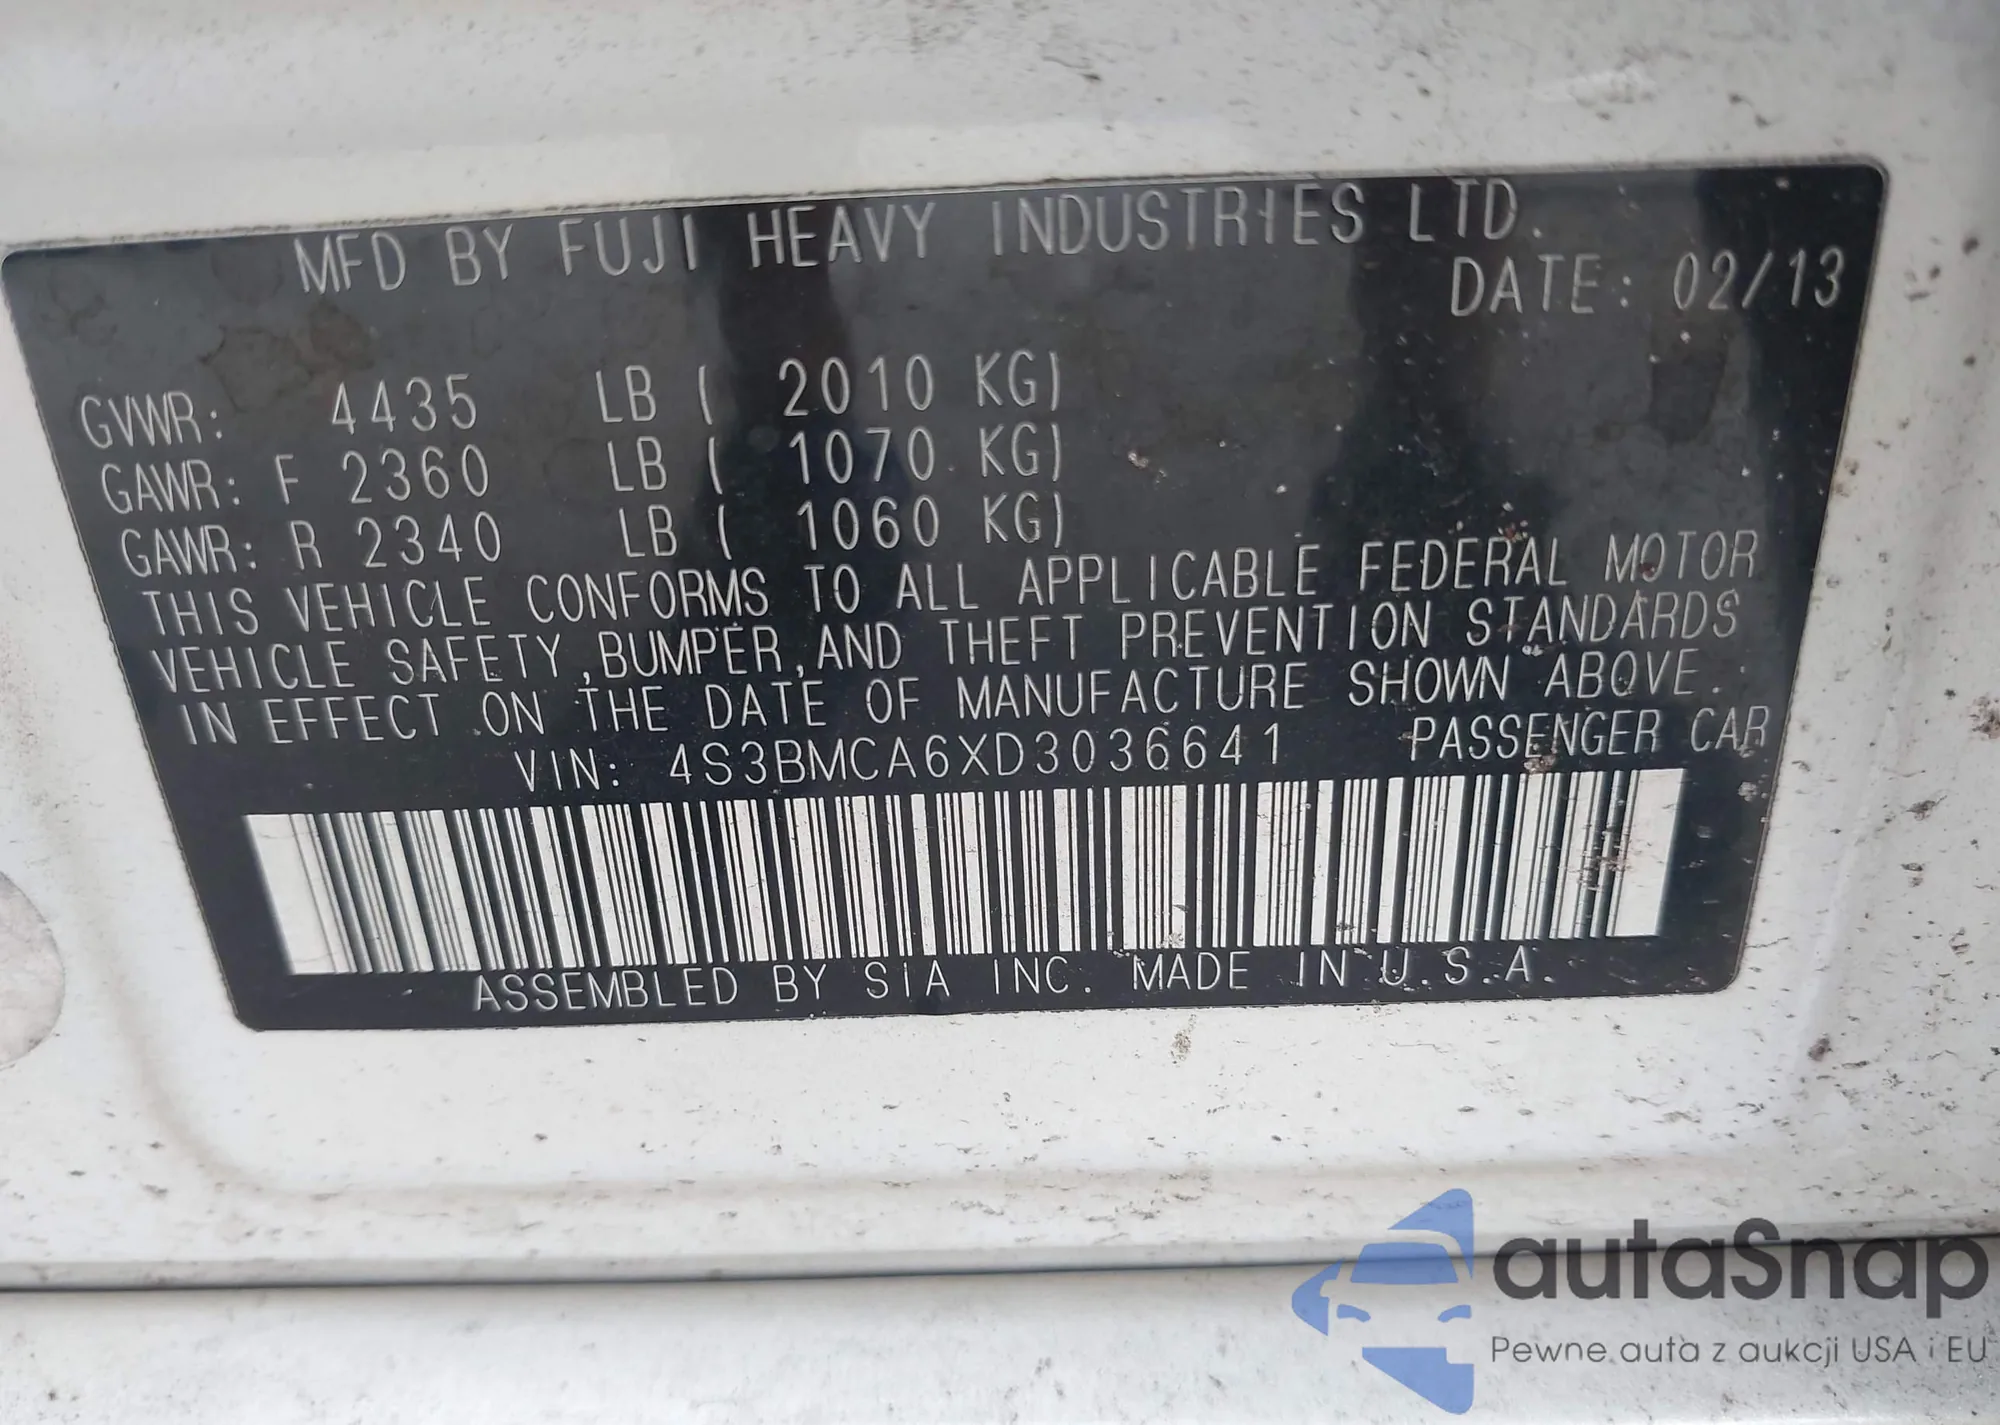 MFD BY FUJI HEAVY INDUSTRIES LTD.
DATE: 02/13
GVWR: 4435 LB ( 2010 KG)
GAWR: F 2360 LB ( 1070 KG)
GAWR: R 2340 LB ( 1060 KG)
THIS VEHICLE CONFORMS TO ALL APPLICABLE FEDERAL MOTOR
VEHICLE SAFETY,BUMPER,AND THEFT PREVENTION STANDARDS
IN EFFECT ON THE DATE OF MANUFACTURE SHOWN ABOVE.
VIN: 4S3BMCA6XD3036641 PASSENGER CAR
ASSEMBLED BY SIA INC. MADE IN U.S.A.
autaSnap
Pewne auta z aukcji USA i EU